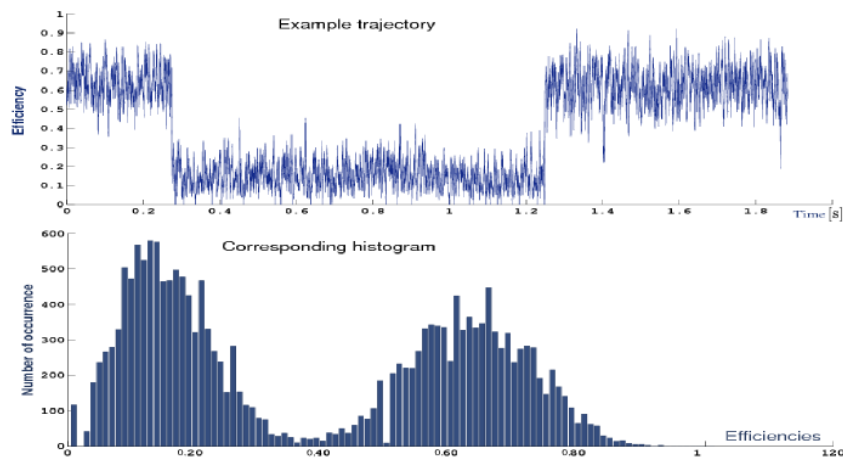 Example trajectory
Efficiency
1
0.9
0.8
0.7
0.6
0.5
0.4
0.3
0.2
0.1
0
0 0.2 0.4 0.6 0.8 1 1.2 1.4 1.6 1.8
Time [s]
Corresponding histogram
Number of occurrence
600
500
400
300
200
100
0
0 0.20 0.40 0.60 0.80 1 120
Efficiencies